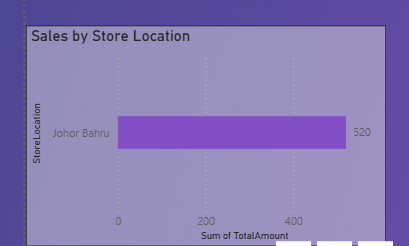 Sales by Store Location
StoreLocation
Johor Bahru
520
0 200 400
Sum of TotalAmount